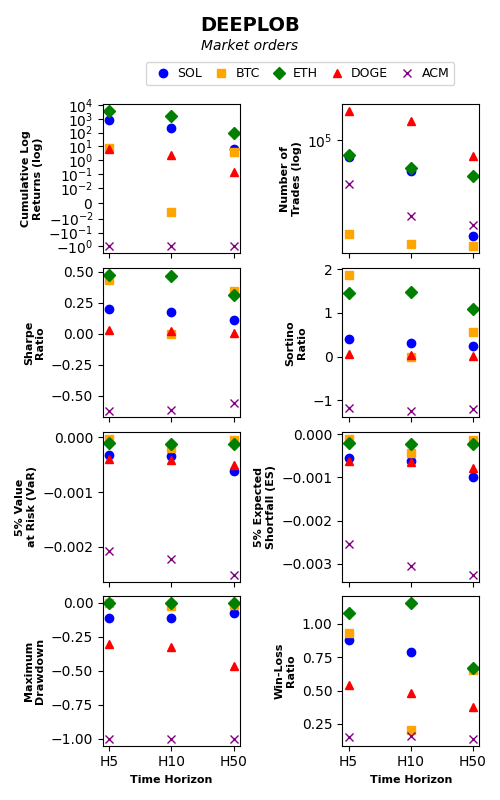 DEEPLOB
Market orders
SOL BTC ETH DOGE ACM
Cumulative Log
Returns (log)
10^4
10^3
10^2
10^1
10^0
10^-1
10^-2
0
−10^-2
−10^-1
−10^0
Number of
Trades (log)
10^5
Sharpe
Ratio
0.50
0.25
0.00
−0.25
−0.50
Sortino
Ratio
2
1
0
−1
5% Value
at Risk (VaR)
0.000
−0.001
−0.002
5% Expected
Shortfall (ES)
0.000
−0.001
−0.002
−0.003
Maximum
Drawdown
0.00
−0.25
−0.50
−0.75
−1.00
H5 H10 H50
Time Horizon
Win-Loss
Ratio
1.00
0.75
0.50
0.25
H5 H10 H50
Time Horizon